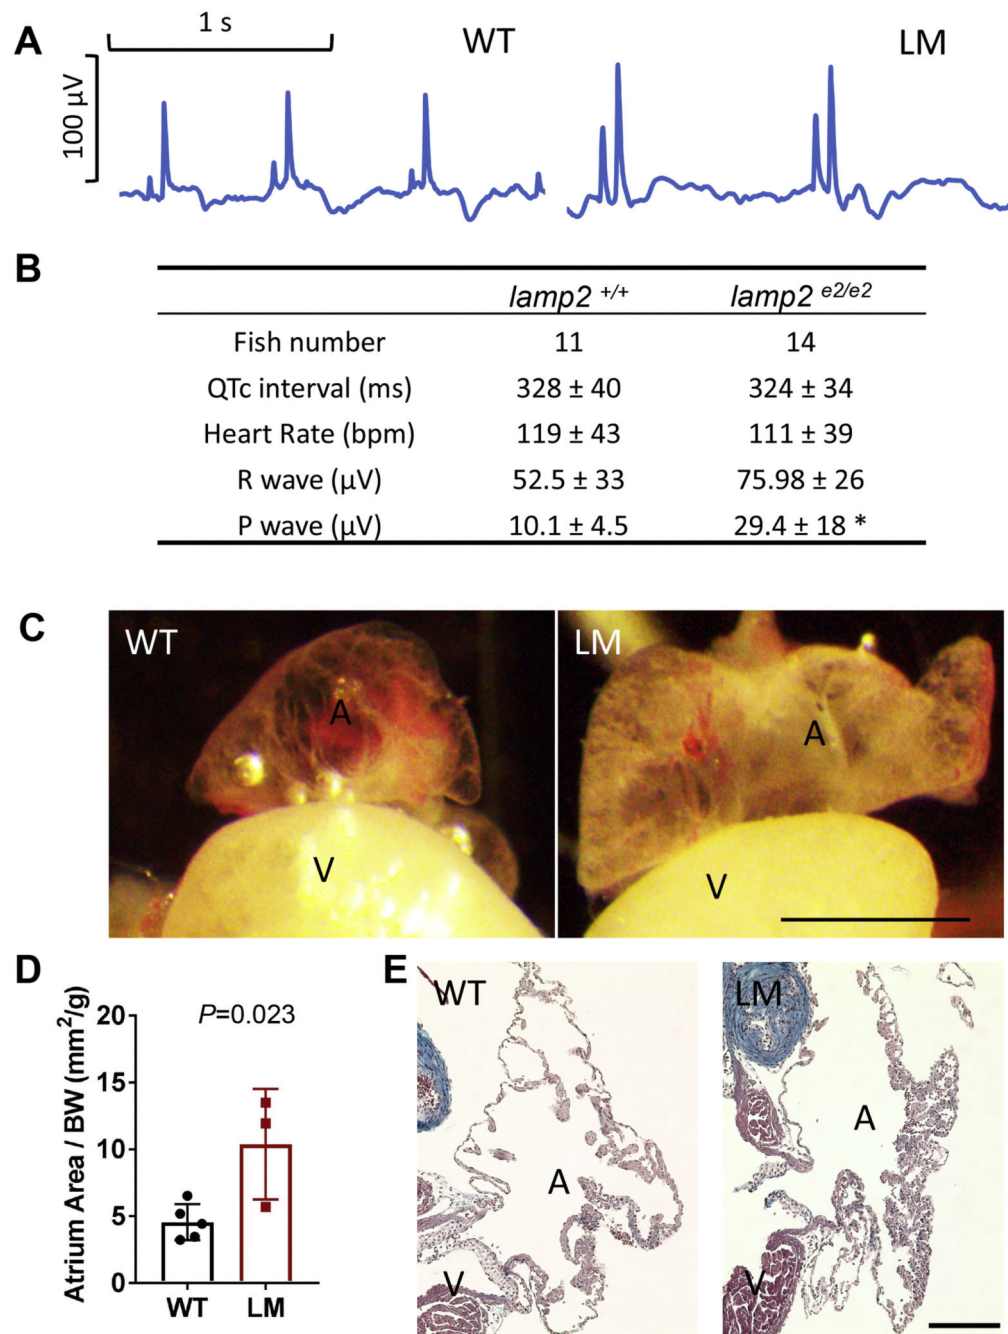 A
1 s
WT
LM
100 µV
B
lamp2 +/+ lamp2 e2/e2
Fish number 11 14
QTc interval (ms) 328 ± 40 324 ± 34
Heart Rate (bpm) 119 ± 43 111 ± 39
R wave (µV) 52.5 ± 33 75.98 ± 26
P wave (µV) 10.1 ± 4.5 29.4 ± 18 *
C
WT
A
V
LM
A
V
D
P=0.023
Atrium Area / BW (mm²/g)
20
15
10
5
0
WT LM
E
WT
A
V
LM
A
V